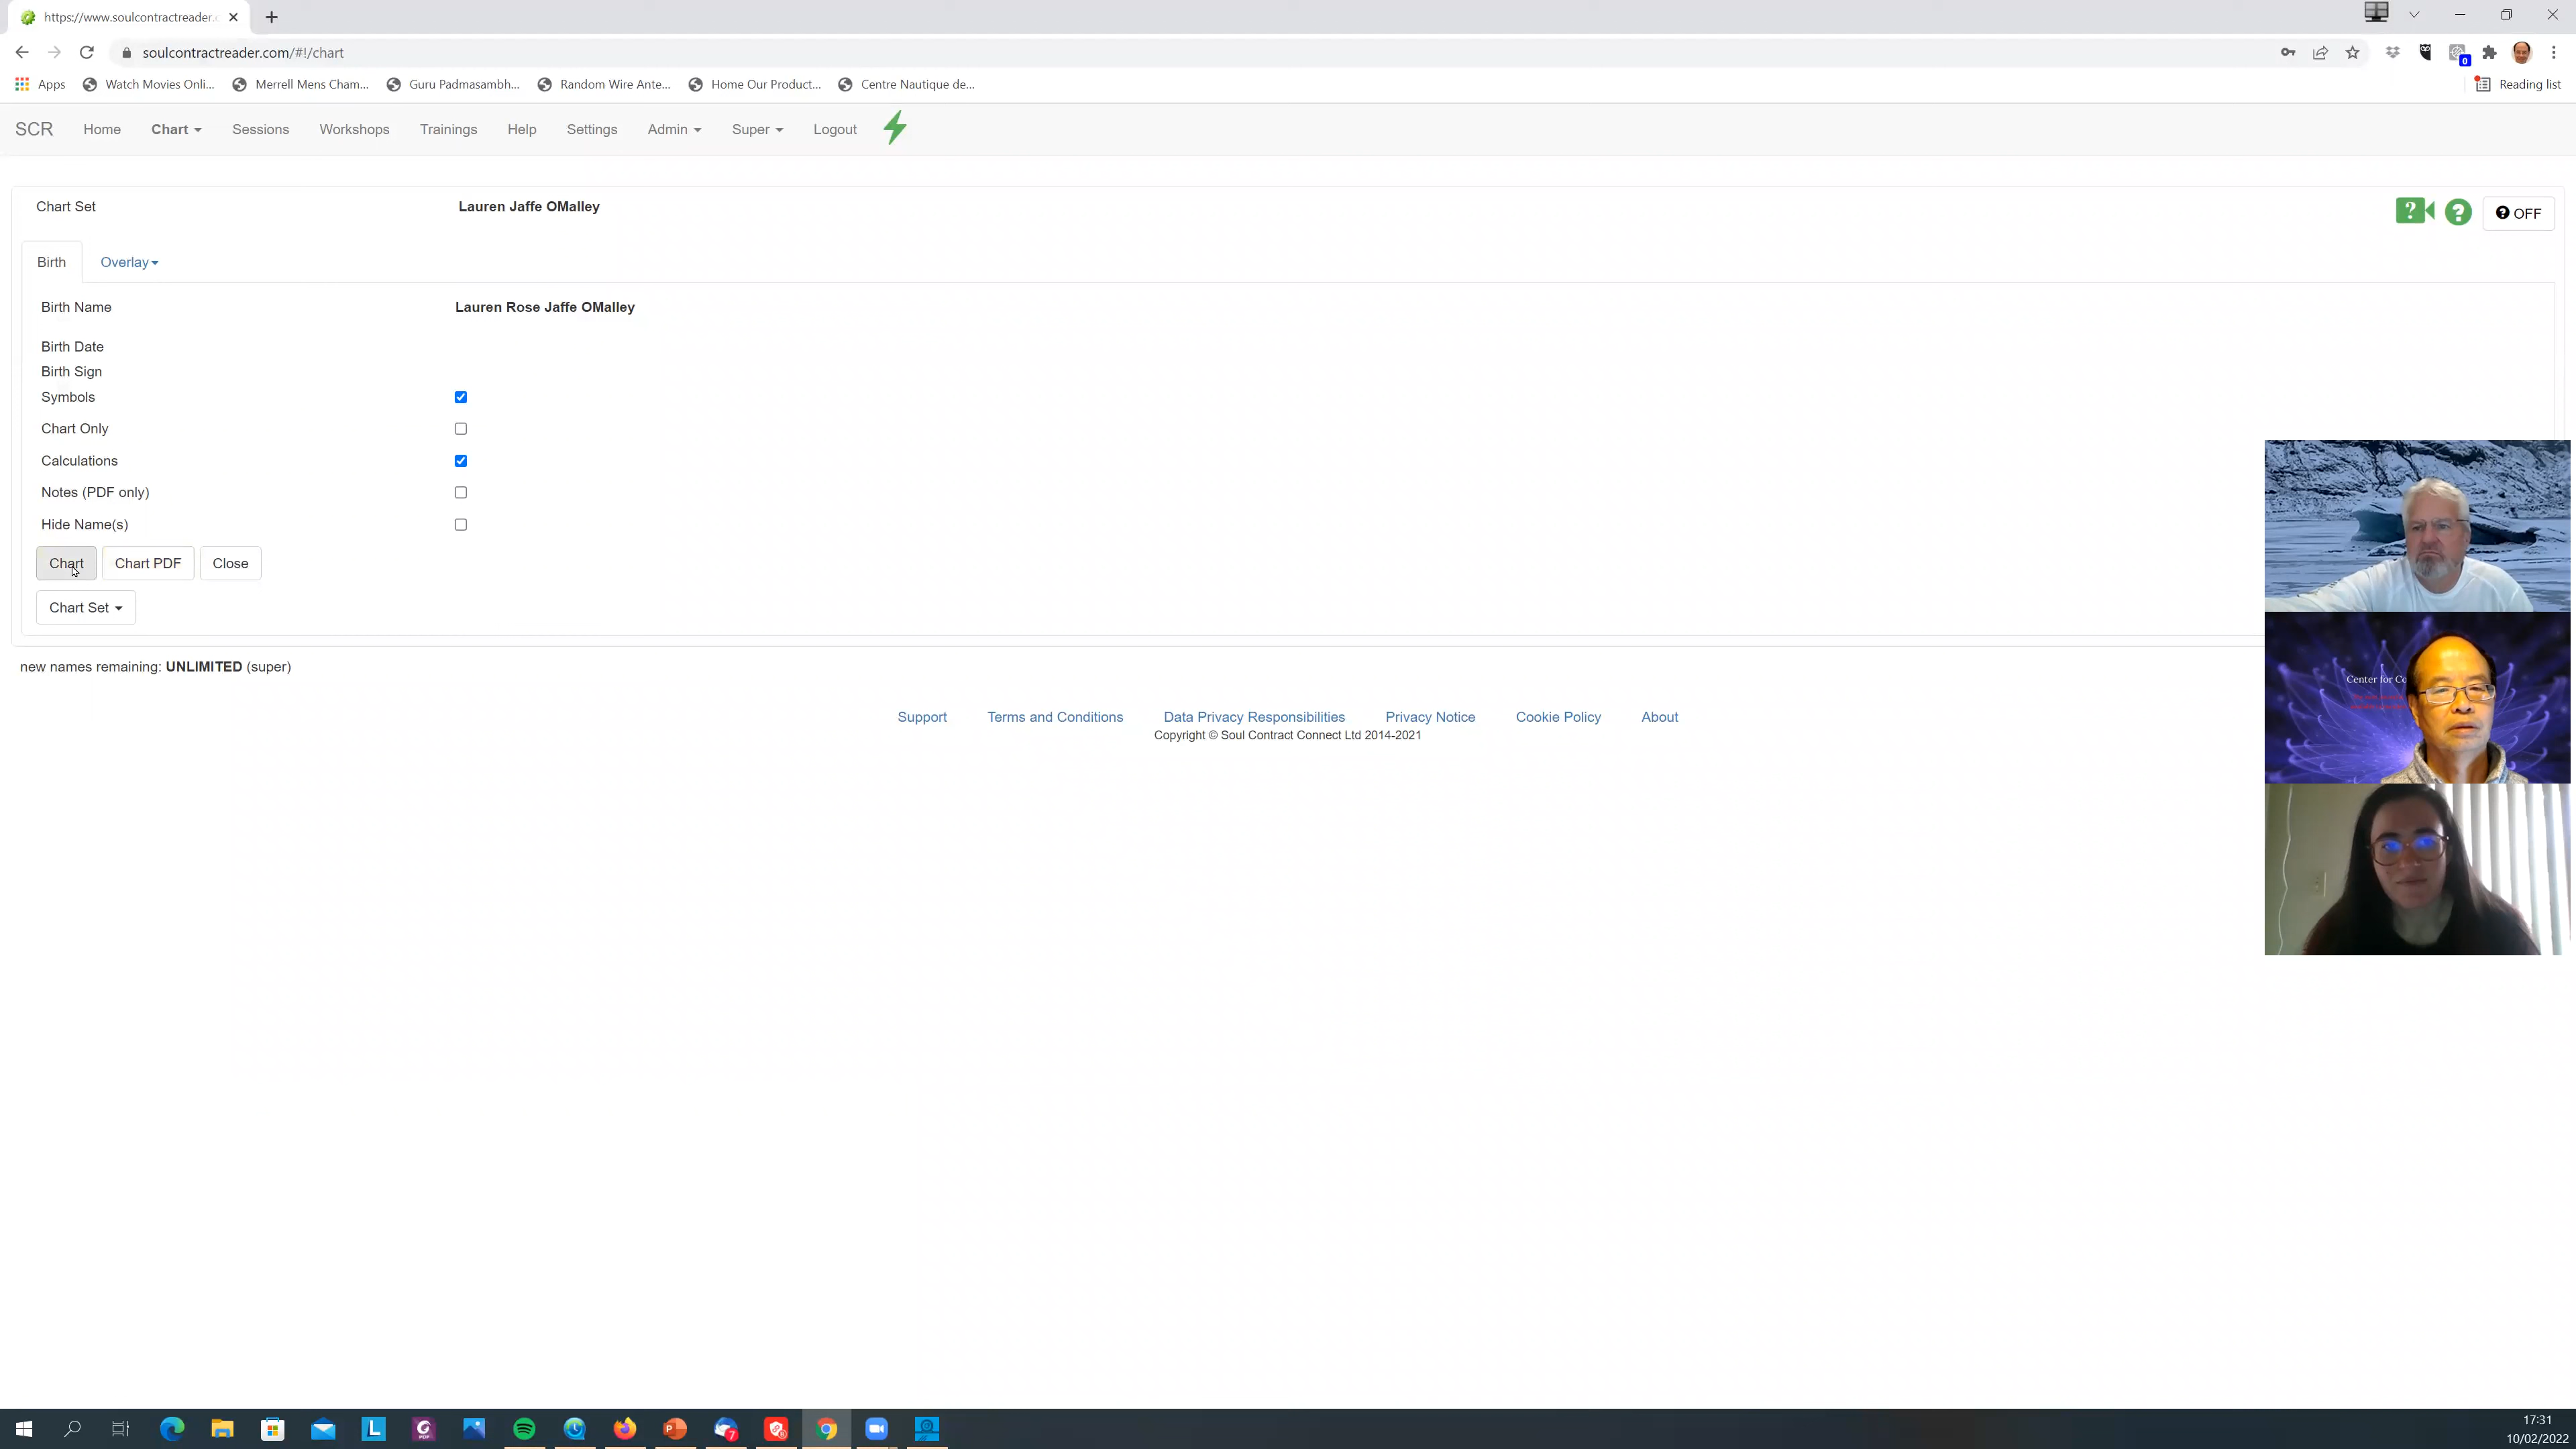 https://www.soulcontractreader.c
soulcontractreader.com/#!/chart
0
Apps Watch Movies Onli... Merrell Mens Cham... Guru Padmasambh... Random Wire Ante... Home Our Product... Centre Nautique de... Reading list
SCR Home Chart Sessions Workshops Trainings Help Settings Admin Super Logout
Chart Set Lauren Jaffe OMalley ? ? ? OFF
Birth Overlay
Birth Name Lauren Rose Jaffe OMalley
Birth Date
Birth Sign
Symbols
Chart Only
Calculations
Notes (PDF only)
Hide Name(s)
Chart Chart PDF Close
Chart Set
new names remaining: UNLIMITED (super)
Center for Co
Support Terms and Conditions Data Privacy Responsibilities Privacy Notice Cookie Policy About
Copyright © Soul Contract Connect Ltd 2014-2021
L PDF P 7
17:31
10/02/2022